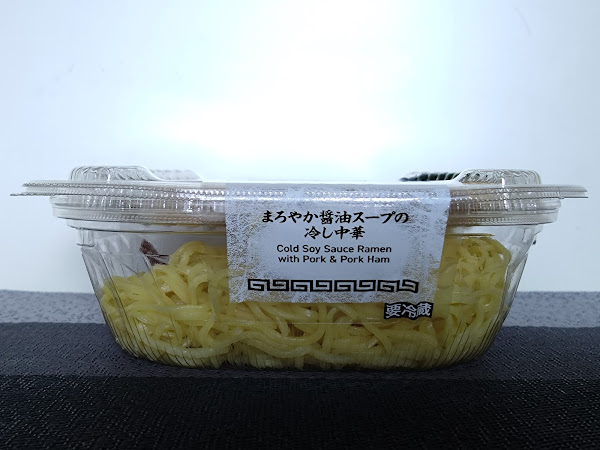 まろやか醤油スープの
冷し中華
Cold Soy Sauce Ramen
with Pork & Pork Ham
要冷蔵